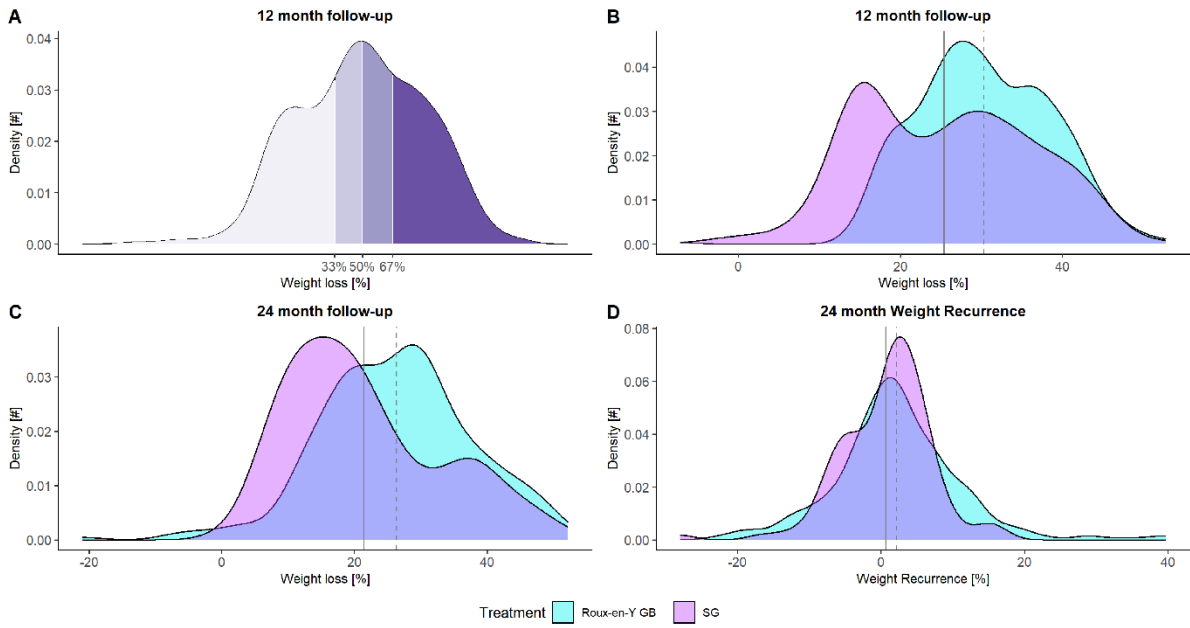 A
12 month follow-up
Density [#]
0.04
0.03
0.02
0.01
0.00
33% 50% 67%
Weight loss [%]
B
12 month follow-up
Density [#]
0.04
0.03
0.02
0.01
0.00
0 20 40
Weight loss [%]
C
24 month follow-up
Density [#]
0.03
0.02
0.01
0.00
-20 0 20 40
Weight loss [%]
D
24 month Weight Recurrence
Density [#]
0.08
0.06
0.04
0.02
0.00
-20 0 20 40
Weight Recurrence [%]
Treatment Roux-en-Y GB SG